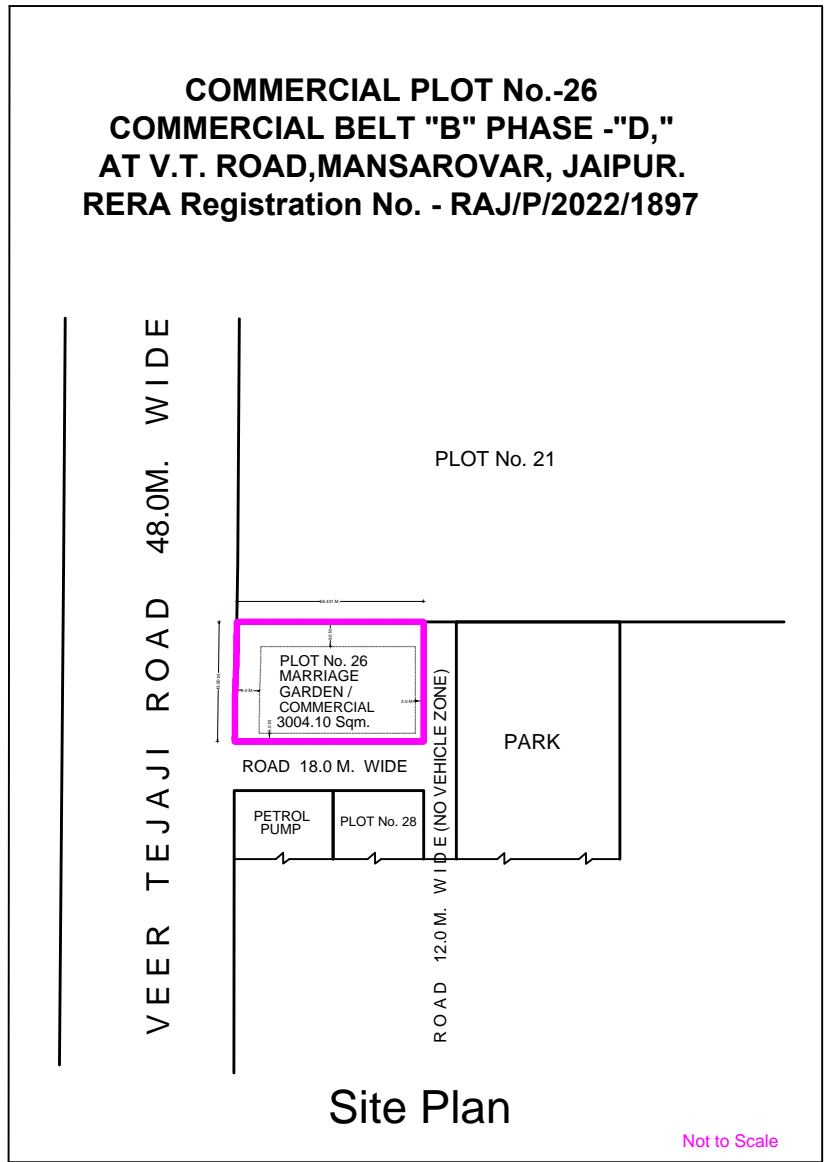 COMMERCIAL PLOT No.-26
COMMERCIAL BELT "B" PHASE -"D,"
AT V.T. ROAD,MANSAROVAR, JAIPUR.
RERA Registration No. - RAJ/P/2022/1897
VEER TEJAJI ROAD 48.0M. WIDE
PLOT No. 21
PLOT No. 26
MARRIAGE
GARDEN /
COMMERCIAL
3004.10 Sqm.
3.0 M
ROAD 18.0 M. WIDE
ROAD 12.0 M. WIDE (NO VEHICLE ZONE)
PARK
PETROL
PUMP
PLOT No. 28
Site Plan
Not to Scale